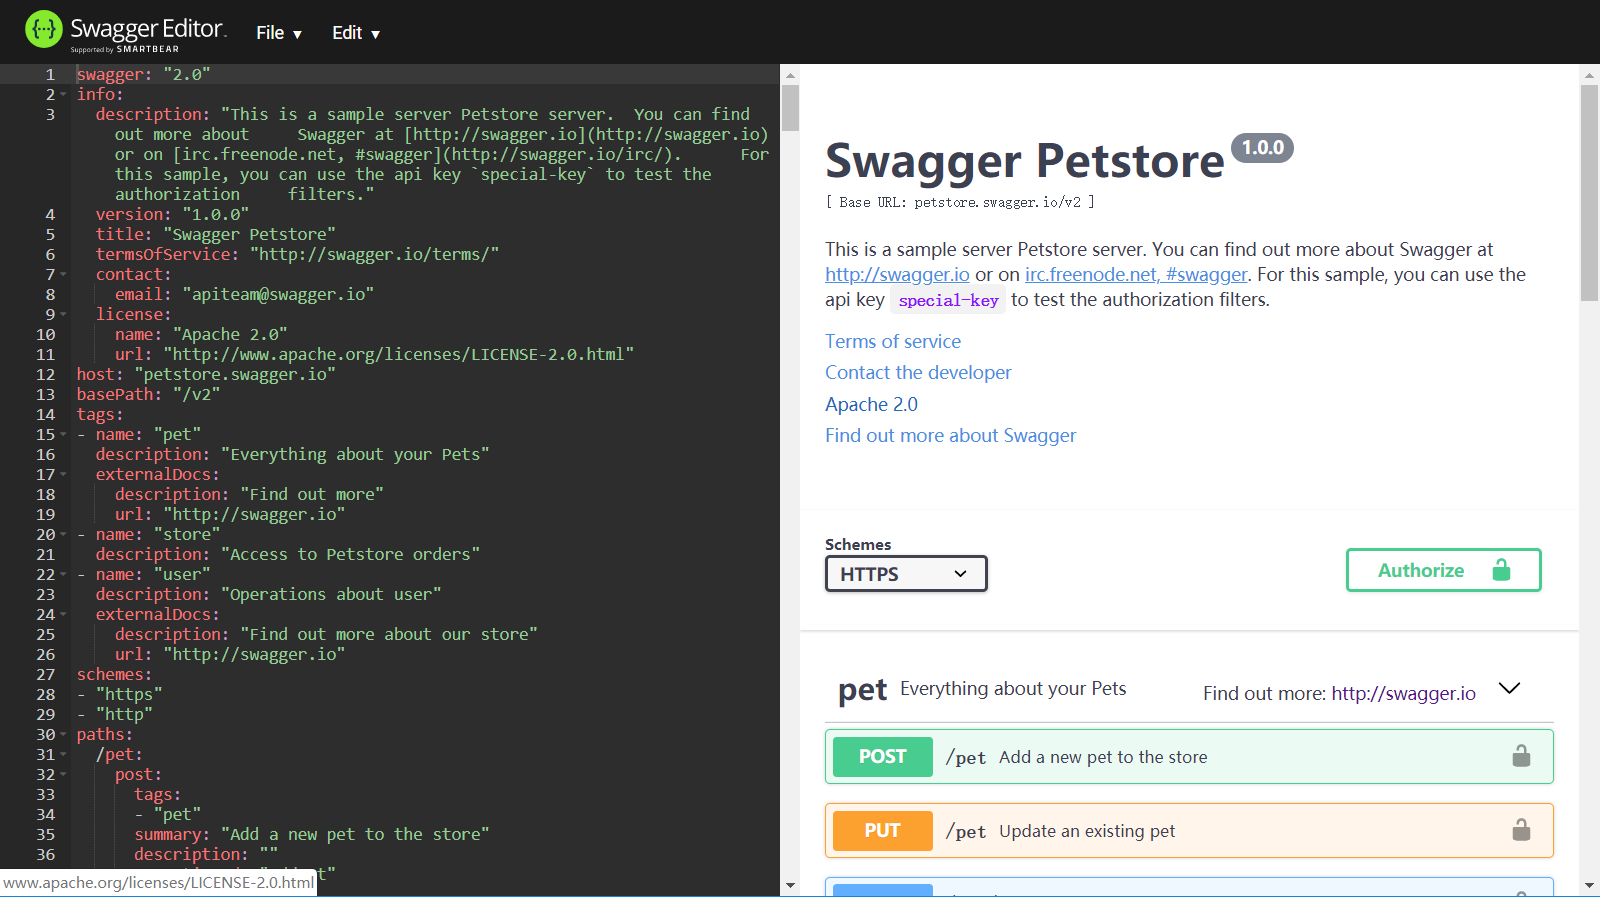 Swagger Editor.
Supported by SMARTBEAR
File ▼
Edit ▼
1 swagger: "2.0"
2 info:
3 description: "This is a sample server Petstore server.  You can find
out more about     Swagger at [http://swagger.io](http://swagger.io)
or on [irc.freenode.net, #swagger](http://swagger.io/irc/).      For
this sample, you can use the api key `special-key` to test the
authorization     filters."
4 version: "1.0.0"
5 title: "Swagger Petstore"
6 termsOfService: "http://swagger.io/terms/"
7 contact:
8 email: "apiteam@swagger.io"
9 license:
10 name: "Apache 2.0"
11 url: "http://www.apache.org/licenses/LICENSE-2.0.html"
12 host: "petstore.swagger.io"
13 basePath: "/v2"
14 tags:
15 - name: "pet"
16 description: "Everything about your Pets"
17 externalDocs:
18 description: "Find out more"
19 url: "http://swagger.io"
20 - name: "store"
21 description: "Access to Petstore orders"
22 - name: "user"
23 description: "Operations about user"
24 externalDocs:
25 description: "Find out more about our store"
26 url: "http://swagger.io"
27 schemes:
28 - "https"
29 - "http"
30 paths:
31 /pet:
32 post:
33 tags:
34 - "pet"
35 summary: "Add a new pet to the store"
36 description: ""
www.apache.org/licenses/LICENSE-2.0.html
Swagger Petstore 1.0.0
[ Base URL: petstore.swagger.io/v2 ]
This is a sample server Petstore server. You can find out more about Swagger at
http://swagger.io or on irc.freenode.net, #swagger. For this sample, you can use the
api key special-key to test the authorization filters.
Terms of service
Contact the developer
Apache 2.0
Find out more about Swagger
Schemes
HTTPS
Authorize
pet Everything about your Pets
Find out more: http://swagger.io
POST /pet Add a new pet to the store
PUT /pet Update an existing pet